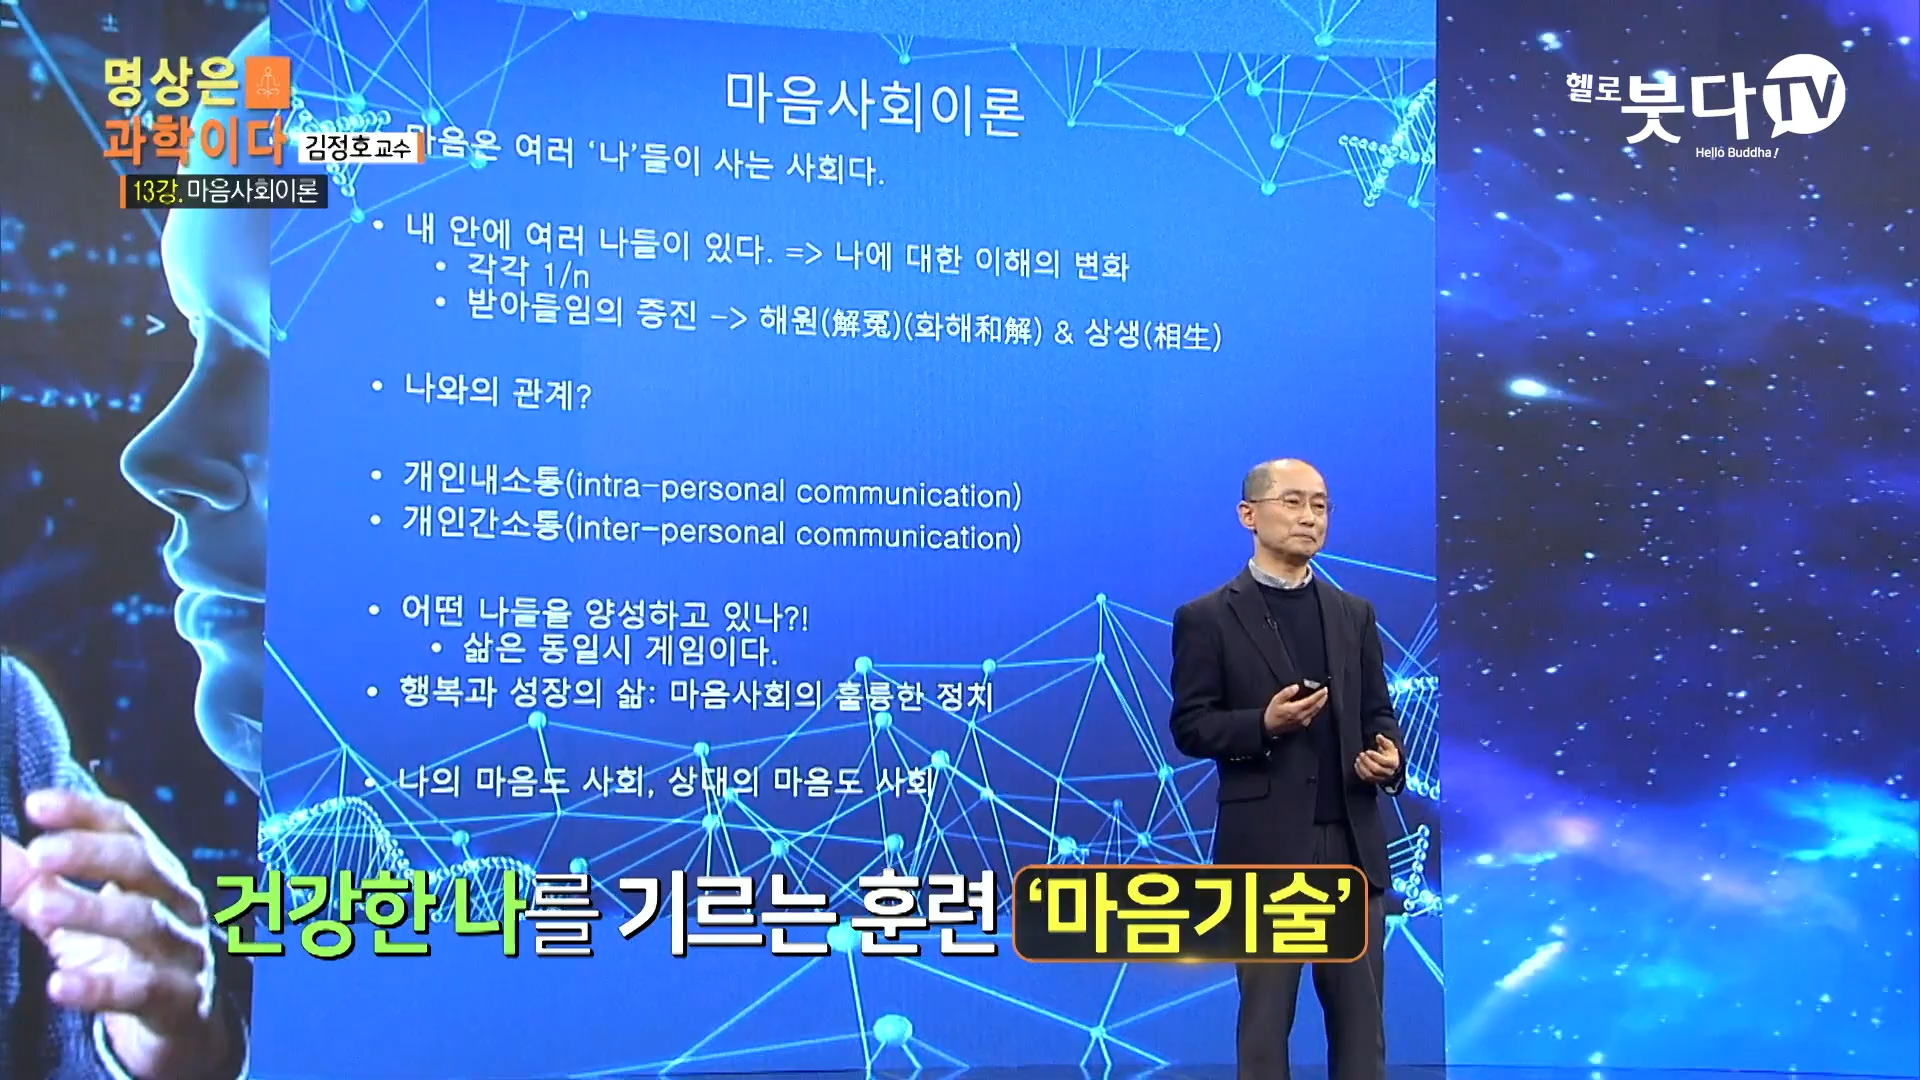 명상은
과학이다
김정호 교수
13강. 마음사회이론
헬로 붓다 TV
Hello Buddha!
마음사회이론
마음은 여러 ‘나’들이 사는 사회다.
• 내 안에 여러 나들이 있다. => 나에 대한 이해의 변화
• 각각 1/n
• 받아들임의 증진 -> 해원(解冤)(화해和解) & 상생(相生)
• 나와의 관계?
• 개인내소통(intra-personal communication)
• 개인간소통(inter-personal communication)
• 어떤 나들을 양성하고 있나?!
• 삶은 동일시 게임이다.
• 행복과 성장의 삶: 마음사회의 훌륭한 정치
• 나의 마음도 사회, 상대의 마음도 사회
건강한 나를 기르는 훈련 ‘마음기술’